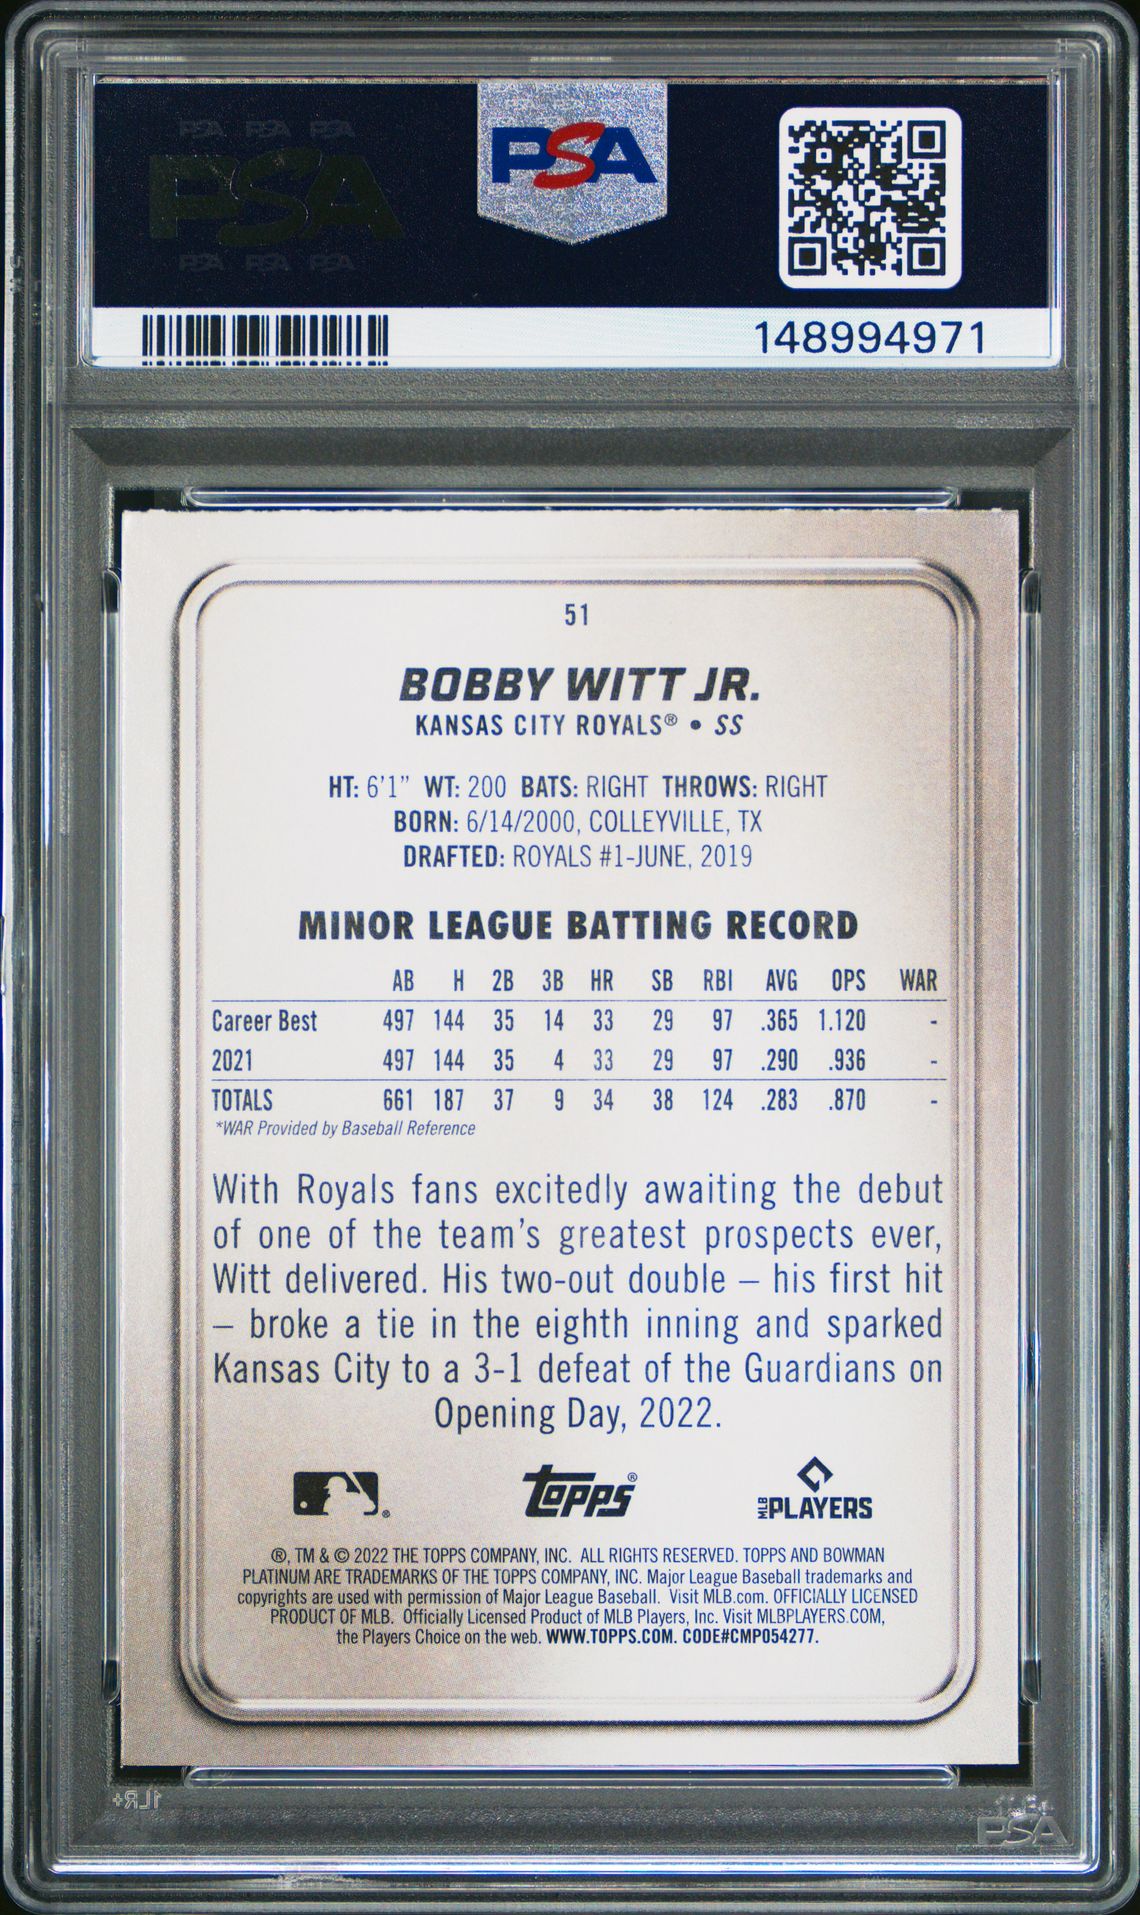 PSA PSA PSA
PSA
PSA PSA PSA
PSA
148994971
51
BOBBY WITT JR.
KANSAS CITY ROYALS® • SS
HT: 6'1" WT: 200 BATS: RIGHT THROWS: RIGHT
BORN: 6/14/2000, COLLEYVILLE, TX
DRAFTED: ROYALS #1-JUNE, 2019
MINOR LEAGUE BATTING RECORD
AB H 2B 3B HR SB RBI AVG OPS WAR
Career Best 497 144 35 14 33 29 97 .365 1.120 -
2021 497 144 35 4 33 29 97 .290 .936 -
TOTALS 661 187 37 9 34 38 124 .283 .870 -
*WAR Provided by Baseball Reference
With Royals fans excitedly awaiting the debut
of one of the team's greatest prospects ever,
Witt delivered. His two-out double – his first hit
– broke a tie in the eighth inning and sparked
Kansas City to a 3-1 defeat of the Guardians on
Opening Day, 2022.
®
Topps®
MLB PLAYERS
®, TM & © 2022 THE TOPPS COMPANY, INC. ALL RIGHTS RESERVED. TOPPS AND BOWMAN
PLATINUM ARE TRADEMARKS OF THE TOPPS COMPANY, INC. Major League Baseball trademarks and
copyrights are used with permission of Major League Baseball. Visit MLB.com. OFFICIALLY LICENSED
PRODUCT OF MLB. Officially Licensed Product of MLB Players, Inc. Visit MLBPLAYERS.COM,
the Players Choice on the web. WWW.TOPPS.COM. CODE#CMP054277.
PSA